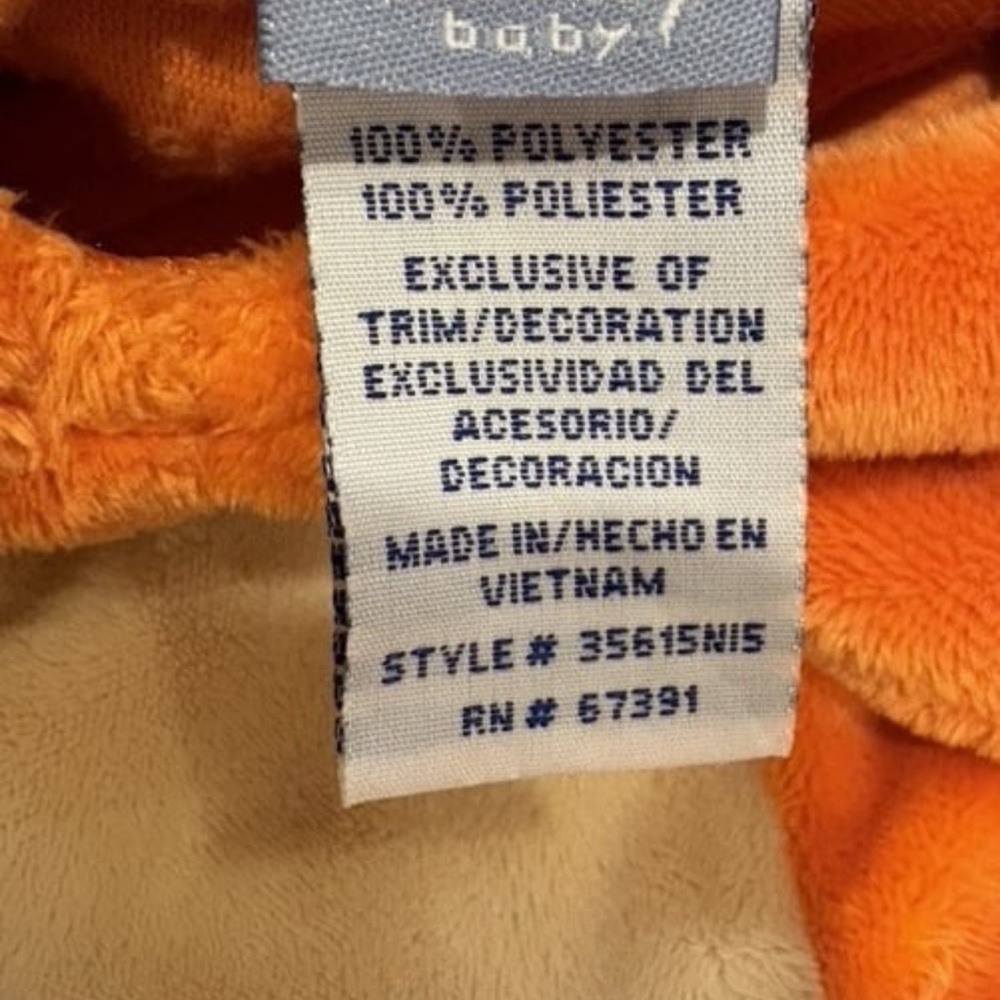 baby
100% POLYESTER
100% POLIESTER
EXCLUSIVE OF
TRIM/DECORATION
EXCLUSIVIDAD DEL
ACESORIO/
DECORACION
MADE IN/HECHO EN
VIETNAM
STYLE # 35615NI5
RN # 67391